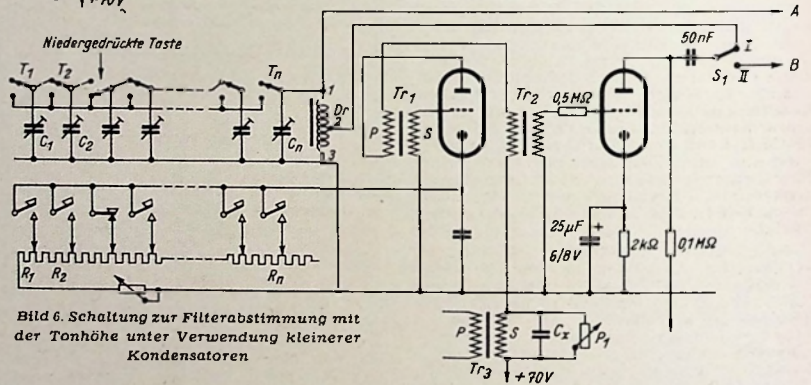 +70V
A
Niedergedrückte Taste
50nF
I
B
S1
II
T1
T2
Tn
1
Dr
2
3
Tr1
Tr2
0,5MΩ
P
S
C1
C2
Cn
25µF
+
6/8V
2kΩ
0,1MΩ
R1
R2
Rn
P
S
Cx
P1
Tr3
+70V
Bild 6. Schaltung zur Filterabstimmung mit
der Tonhöhe unter Verwendung kleinerer
Kondensatoren